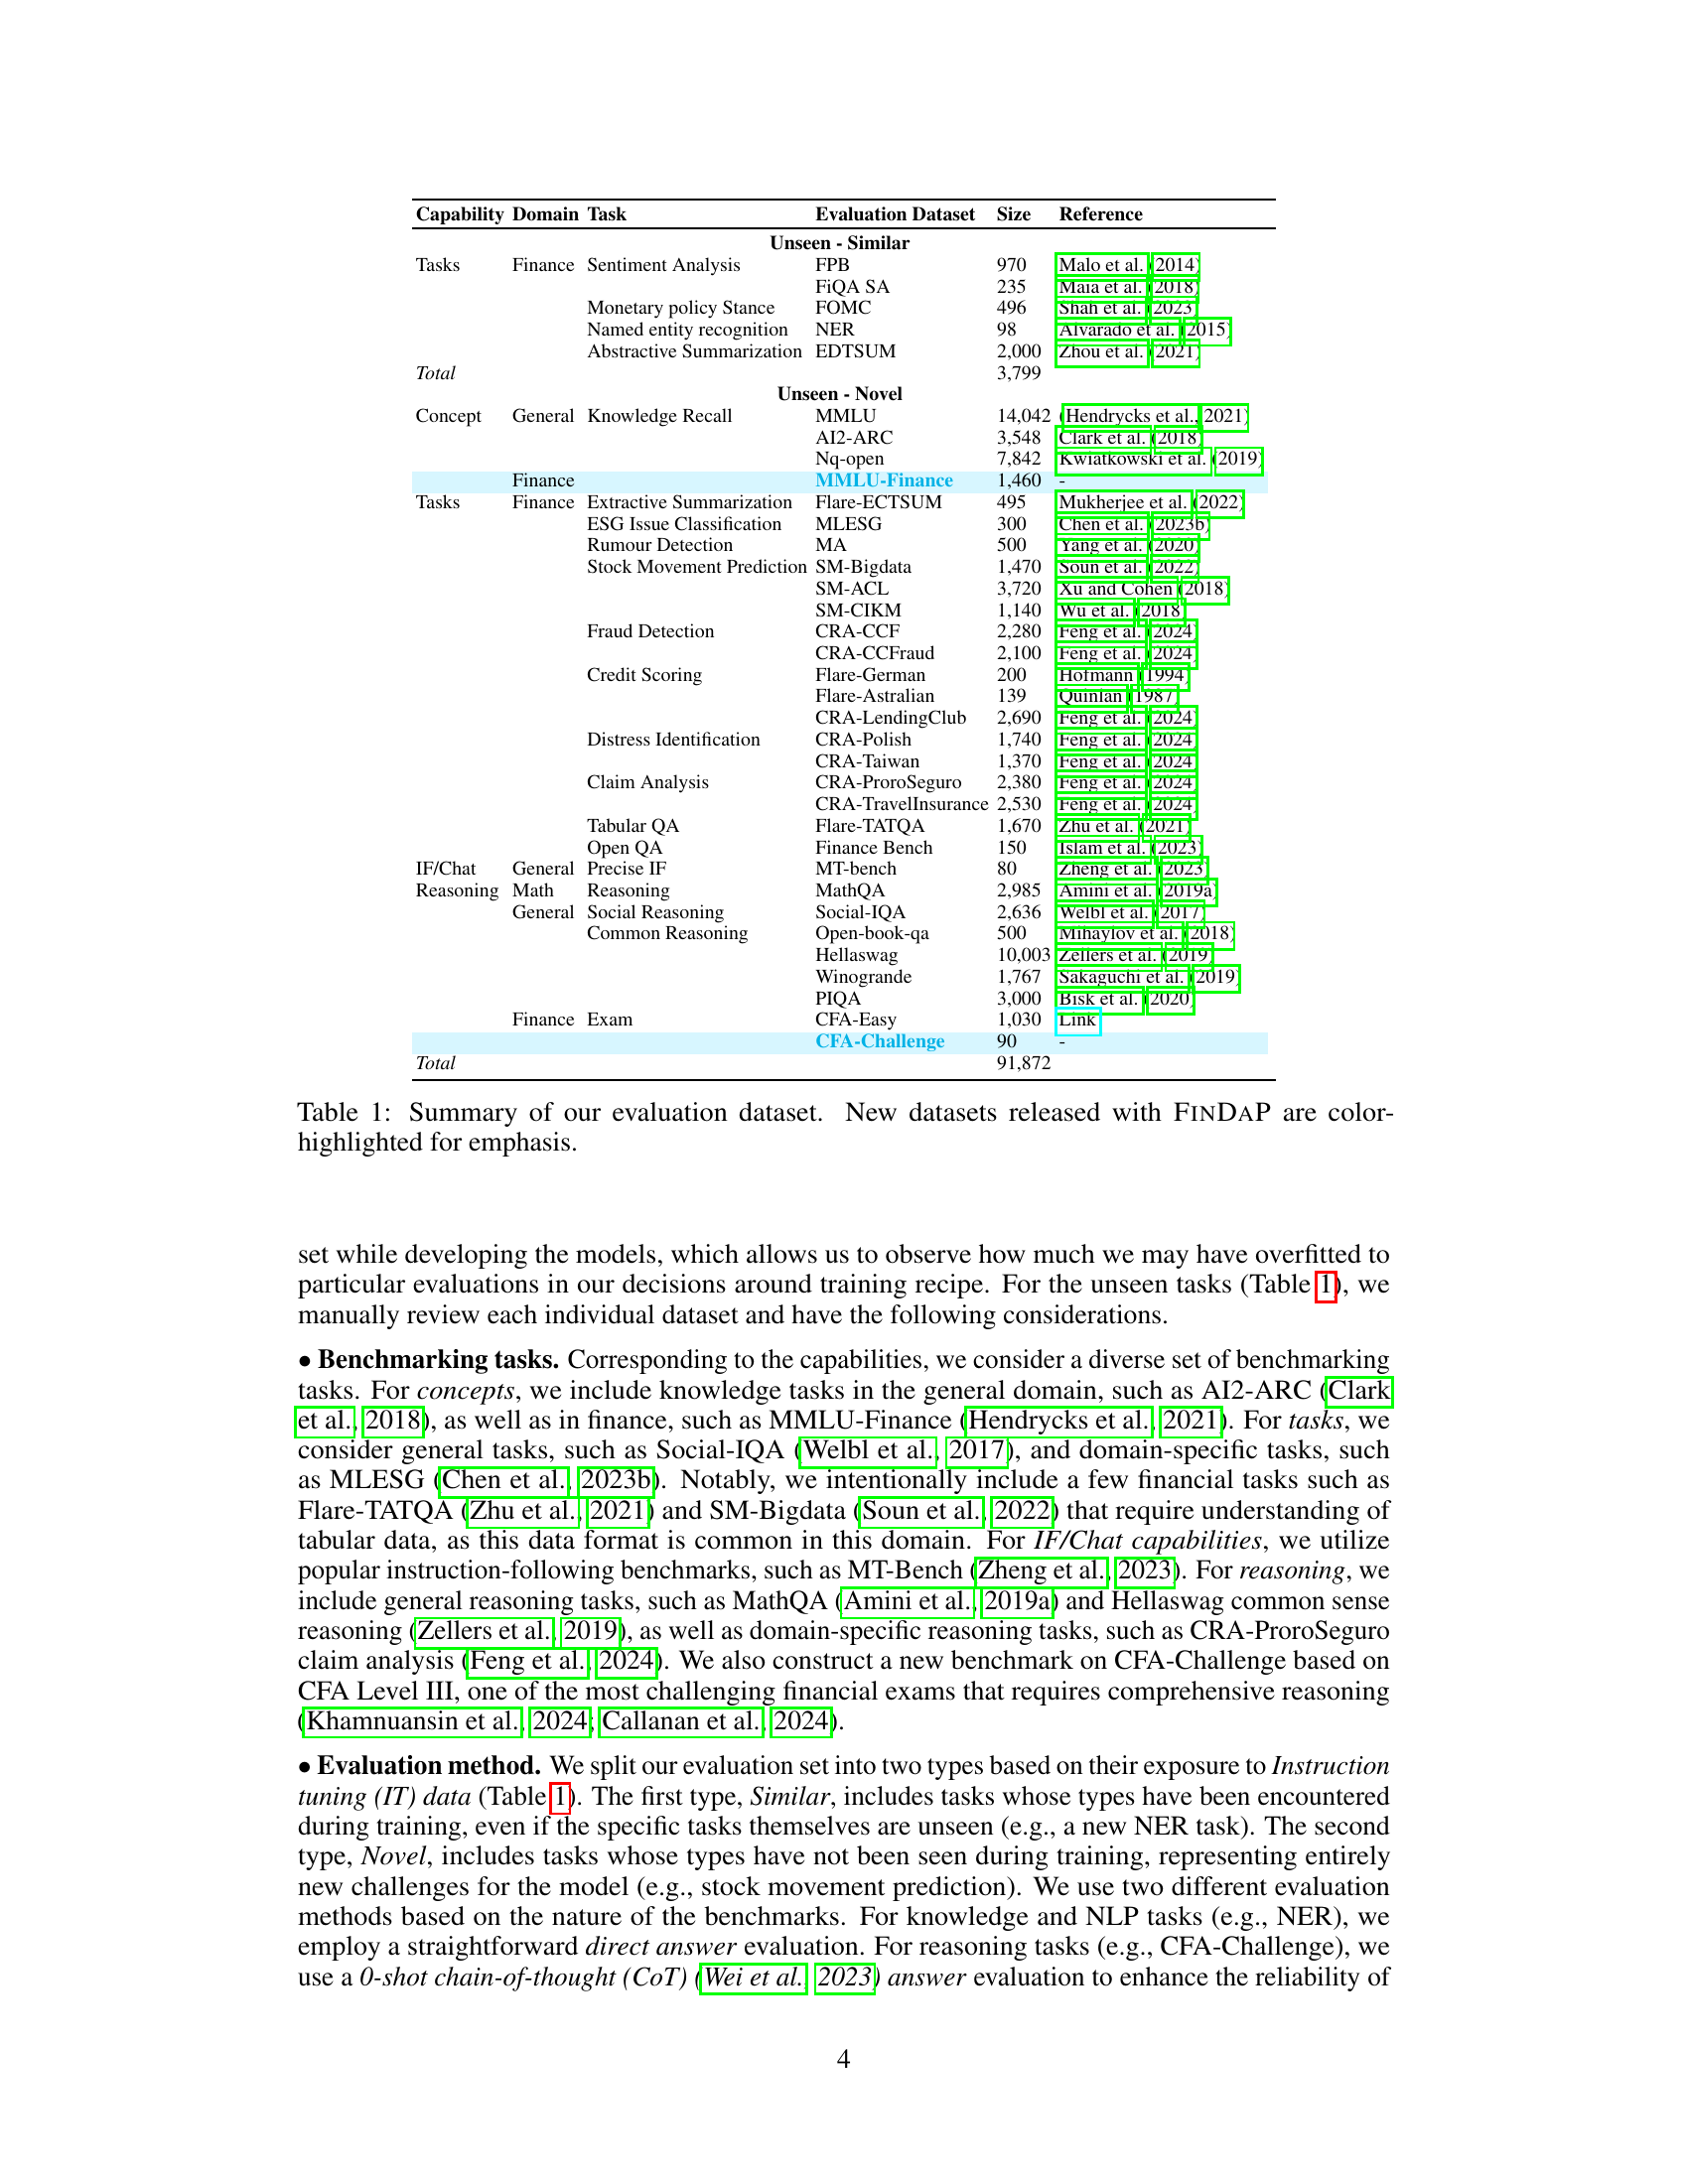 Capability Domain Task Evaluation Dataset Size Reference
Unseen - Similar
Tasks Finance Sentiment Analysis FPB 970 Malo et al. (2014)
FiQA SA 235 Maia et al. (2018)
Monetary policy Stance FOMC 496 Shah et al. (2023)
Named entity recognition NER 98 Alvarado et al. (2015)
Abstractive Summarization EDTSUM 2,000 Zhou et al. (2021)
Total 3,799
Unseen - Novel
Concept General Knowledge Recall MMLU 14,042 (Hendrycks et al., 2021)
AI2-ARC 3,548 Clark et al. (2018)
Nq-open 7,842 Kwiatkowski et al. (2019)
Finance MMLU-Finance 1,460 -
Tasks Finance Extractive Summarization Flare-ECTSUM 495 Mukherjee et al. (2022)
ESG Issue Classification MLESG 300 Chen et al. (2023b)
Rumour Detection MA 500 Yang et al. (2020)
Stock Movement Prediction SM-Bigdata 1,470 Soun et al. (2022)
SM-ACL 3,720 Xu and Cohen (2018)
SM-CIKM 1,140 Wu et al. (2018)
Fraud Detection CRA-CCF 2,280 Feng et al. (2024)
CRA-CCFraud 2,100 Feng et al. (2024)
Credit Scoring Flare-German 200 Hofmann (1994)
Flare-Astralian 139 Quinlan (1987)
CRA-LendingClub 2,690 Feng et al. (2024)
Distress Identification CRA-Polish 1,740 Feng et al. (2024)
CRA-Taiwan 1,370 Feng et al. (2024)
Claim Analysis CRA-ProroSeguro 2,380 Feng et al. (2024)
CRA-TravelInsurance 2,530 Feng et al. (2024)
Tabular QA Flare-TATQA 1,670 Zhu et al. (2021)
Open QA Finance Bench 150 Islam et al. (2023)
IF/Chat General Precise IF MT-bench 80 Zheng et al. (2023)
Reasoning Math Reasoning MathQA 2,985 Amini et al. (2019a)
General Social Reasoning Social-IQA 2,636 Welbl et al. (2017)
Common Reasoning Open-book-qa 500 Mihaylov et al. (2018)
Hellaswag 10,003 Zellers et al. (2019)
Winogrande 1,767 Sakaguchi et al. (2019)
PIQA 3,000 Bisk et al. (2020)
Finance Exam CFA-Easy 1,030 Link
CFA-Challenge 90 -
Total 91,872
Table 1: Summary of our evaluation dataset. New datasets released with FINDAP are color-
highlighted for emphasis.
set while developing the models, which allows us to observe how much we may have overfitted to
particular evaluations in our decisions around training recipe. For the unseen tasks (Table 1), we
manually review each individual dataset and have the following considerations.
• Benchmarking tasks. Corresponding to the capabilities, we consider a diverse set of benchmarking
tasks. For concepts, we include knowledge tasks in the general domain, such as AI2-ARC (Clark
et al., 2018), as well as in finance, such as MMLU-Finance (Hendrycks et al., 2021). For tasks, we
consider general tasks, such as Social-IQA (Welbl et al., 2017), and domain-specific tasks, such
as MLESG (Chen et al., 2023b). Notably, we intentionally include a few financial tasks such as
Flare-TATQA (Zhu et al., 2021) and SM-Bigdata (Soun et al., 2022) that require understanding of
tabular data, as this data format is common in this domain. For IF/Chat capabilities, we utilize
popular instruction-following benchmarks, such as MT-Bench (Zheng et al., 2023). For reasoning, we
include general reasoning tasks, such as MathQA (Amini et al., 2019a) and Hellaswag common sense
reasoning (Zellers et al., 2019), as well as domain-specific reasoning tasks, such as CRA-ProroSeguro
claim analysis (Feng et al., 2024). We also construct a new benchmark on CFA-Challenge based on
CFA Level III, one of the most challenging financial exams that requires comprehensive reasoning
(Khamnuansin et al., 2024; Callanan et al., 2024).
• Evaluation method. We split our evaluation set into two types based on their exposure to Instruction
tuning (IT) data (Table 1). The first type, Similar, includes tasks whose types have been encountered
during training, even if the specific tasks themselves are unseen (e.g., a new NER task). The second
type, Novel, includes tasks whose types have not been seen during training, representing entirely
new challenges for the model (e.g., stock movement prediction). We use two different evaluation
methods based on the nature of the benchmarks. For knowledge and NLP tasks (e.g., NER), we
employ a straightforward direct answer evaluation. For reasoning tasks (e.g., CFA-Challenge), we
use a 0-shot chain-of-thought (CoT) (Wei et al., 2023) answer evaluation to enhance the reliability of
4